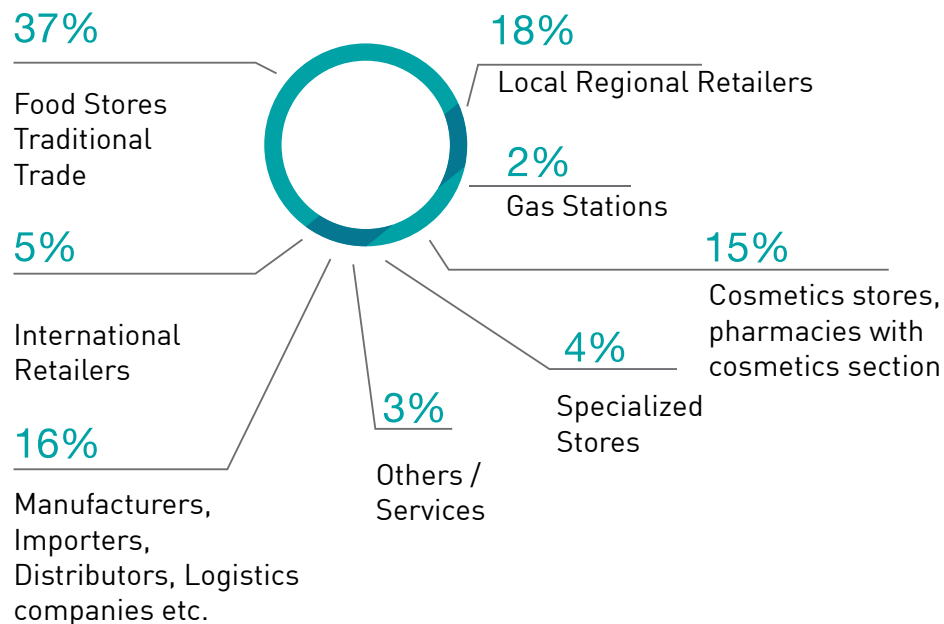 37%
Food Stores
Traditional
Trade
18%
Local Regional Retailers
2%
Gas Stations
5%
International
Retailers
15%
Cosmetics stores,
pharmacies with
cosmetics section
4%
Specialized
Stores
3%
Others /
Services
16%
Manufacturers,
Importers,
Distributors, Logistics
companies etc.